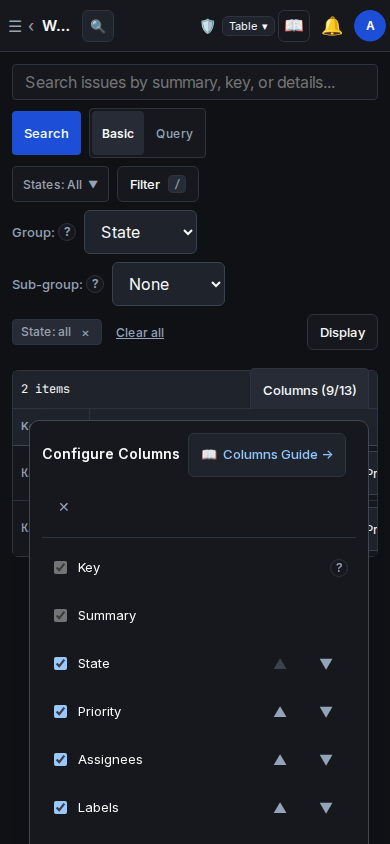 W...
Table ▾
A
Search issues by summary, key, or details...
Search
Basic
Query
States: All ▼
Filter /
Group: ?
State
Sub-group: ?
None
State: all ×
Clear all
Display
2 items
Columns (9/13)
Configure Columns
Columns Guide →
×
Key
?
Summary
State
Priority
Assignees
Labels